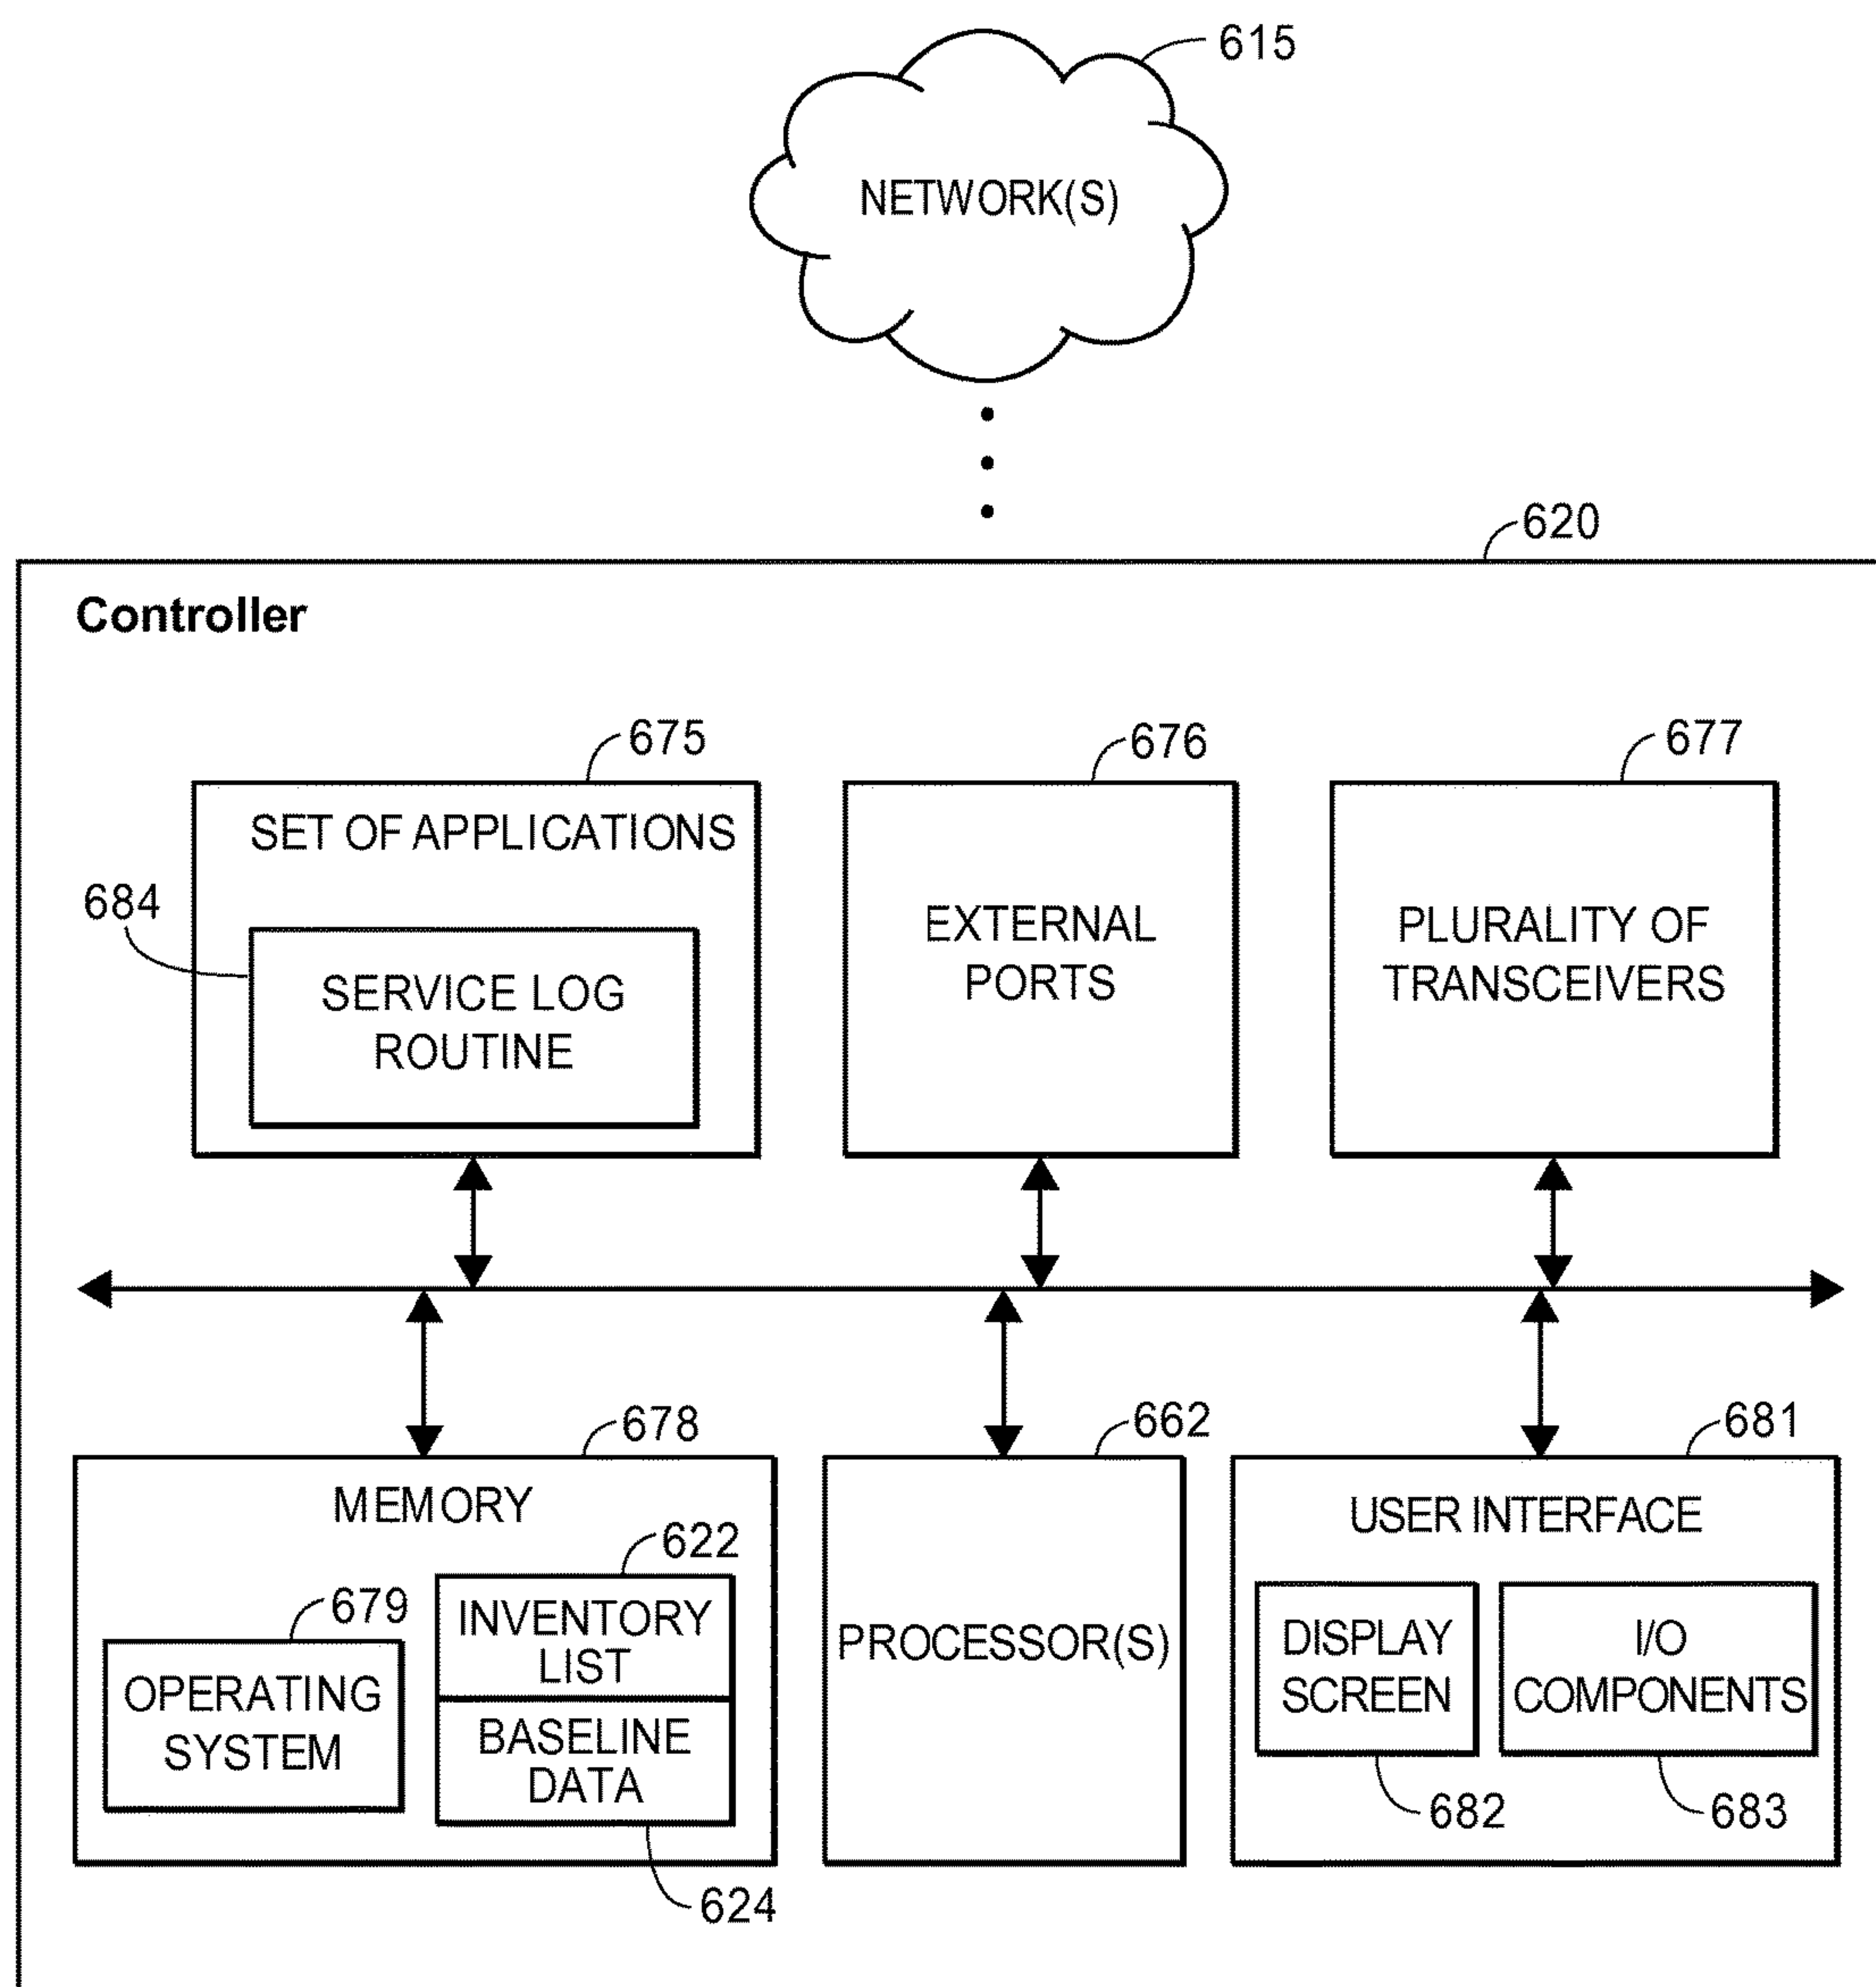 615
NETWORK(S)
620
Controller
675
676
677
SET OF APPLICATIONS
684
SERVICE LOG
ROUTINE
EXTERNAL
PORTS
PLURALITY OF
TRANSCEIVERS
678
662
681
MEMORY
622
679
INVENTORY
LIST
OPERATING
SYSTEM
BASELINE
DATA
624
PROCESSOR(S)
USER INTERFACE
DISPLAY
SCREEN
I/O
COMPONENTS
682
683